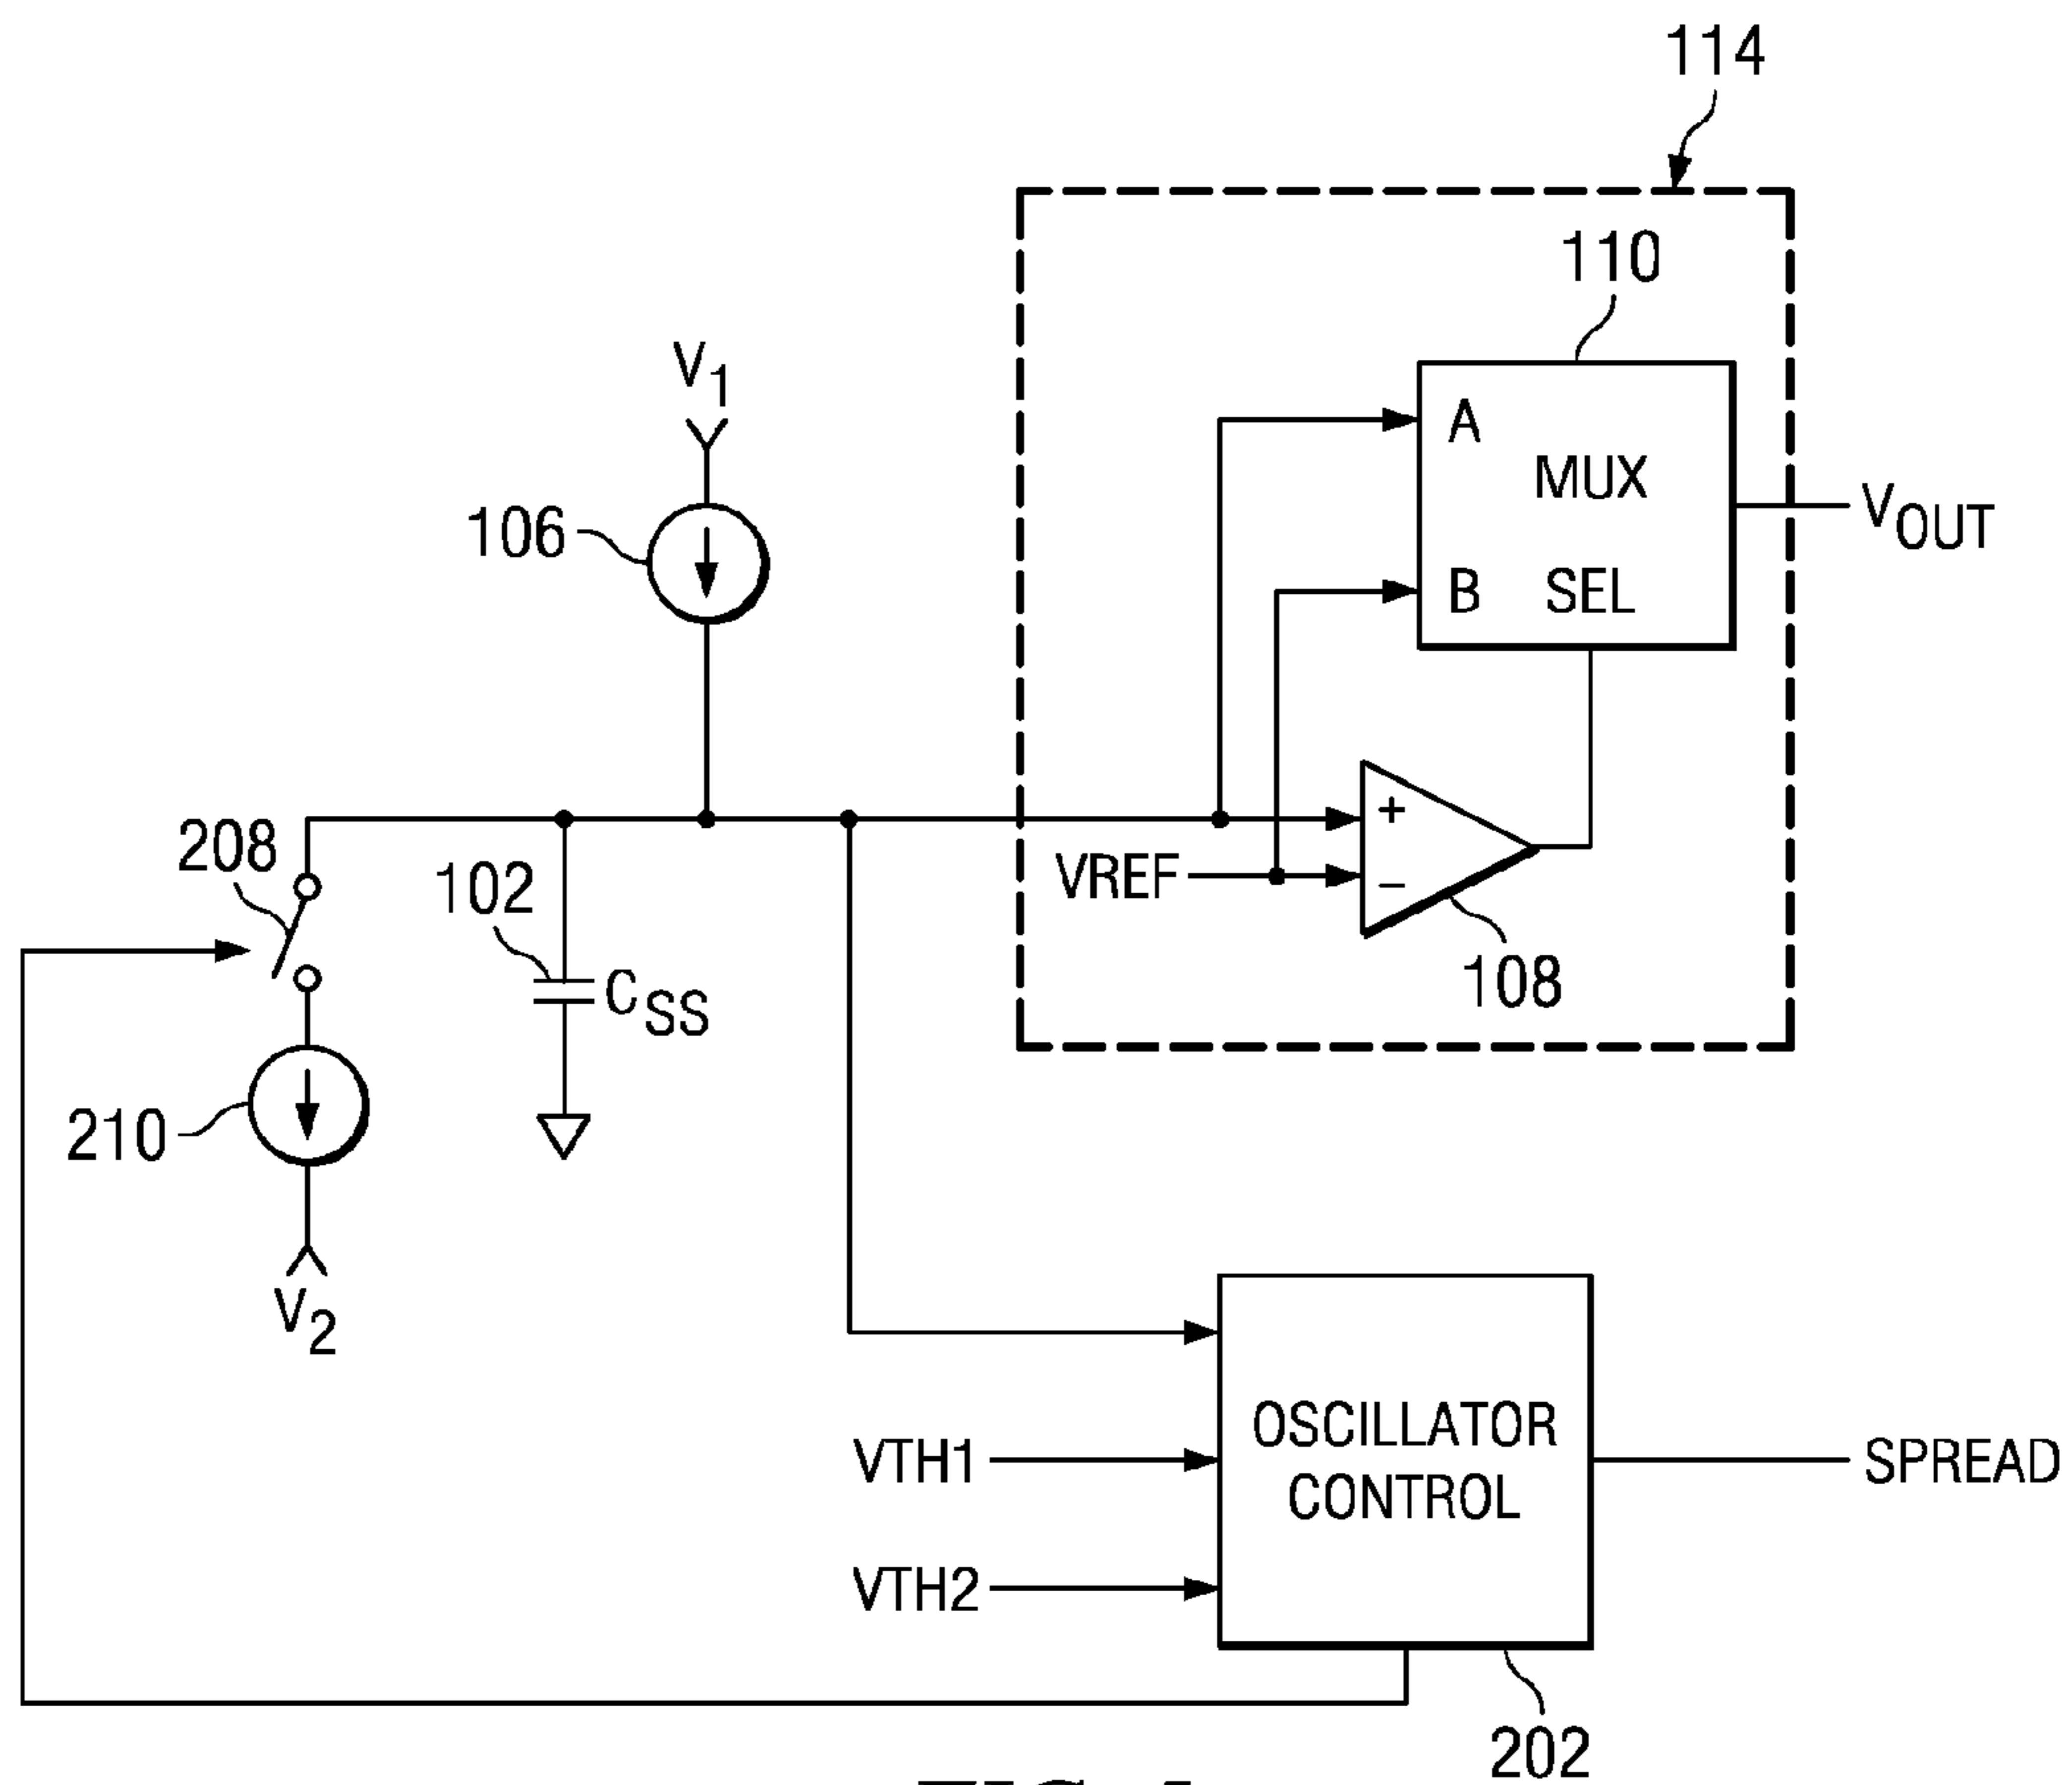 114
110
V1
A
MUX
106
VOUT
B SEL
208
+
102
VREF
−
CSS
108
210
V2
OSCILLATOR
VTH1
SPREAD
CONTROL
VTH2
202